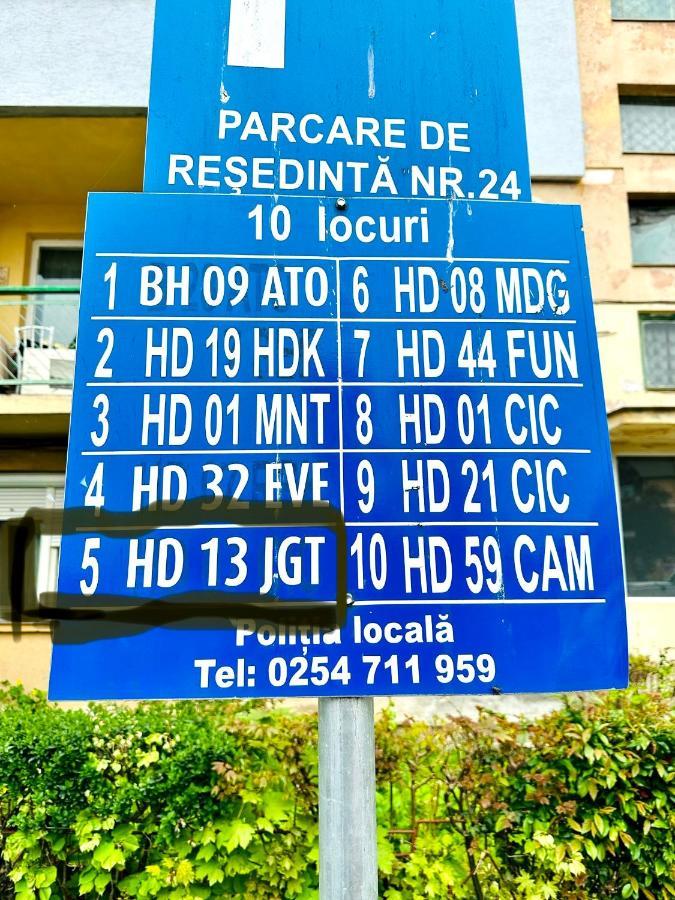 PARCARE DE
REȘEDINTĂ NR.24
10 locuri
1 BH 09 ATO 6 HD 08 MDG
2 HD 19 HDK 7 HD 44 FUN
3 HD 01 MNT 8 HD 01 CIC
4 HD 32 EVE 9 HD 21 CIC
5 HD 13 JGT 10 HD 59 CAM
Poliția locală
Tel: 0254 711 959